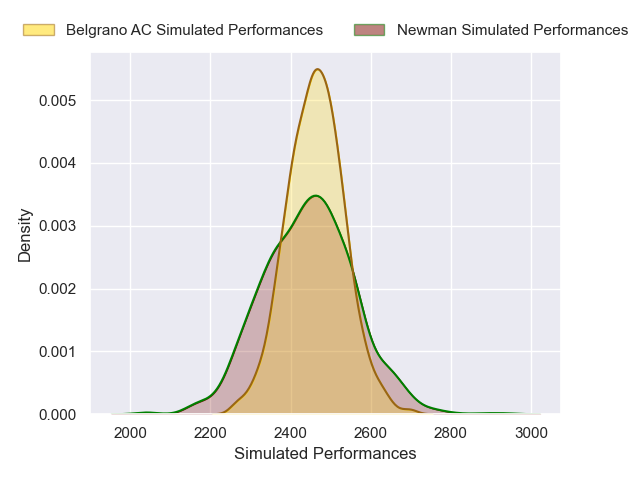 Belgrano AC Simulated Performances
Newman Simulated Performances
0.005
0.004
0.003
0.002
0.001
0.000
Density
2000 2200 2400 2600 2800 3000
Simulated Performances